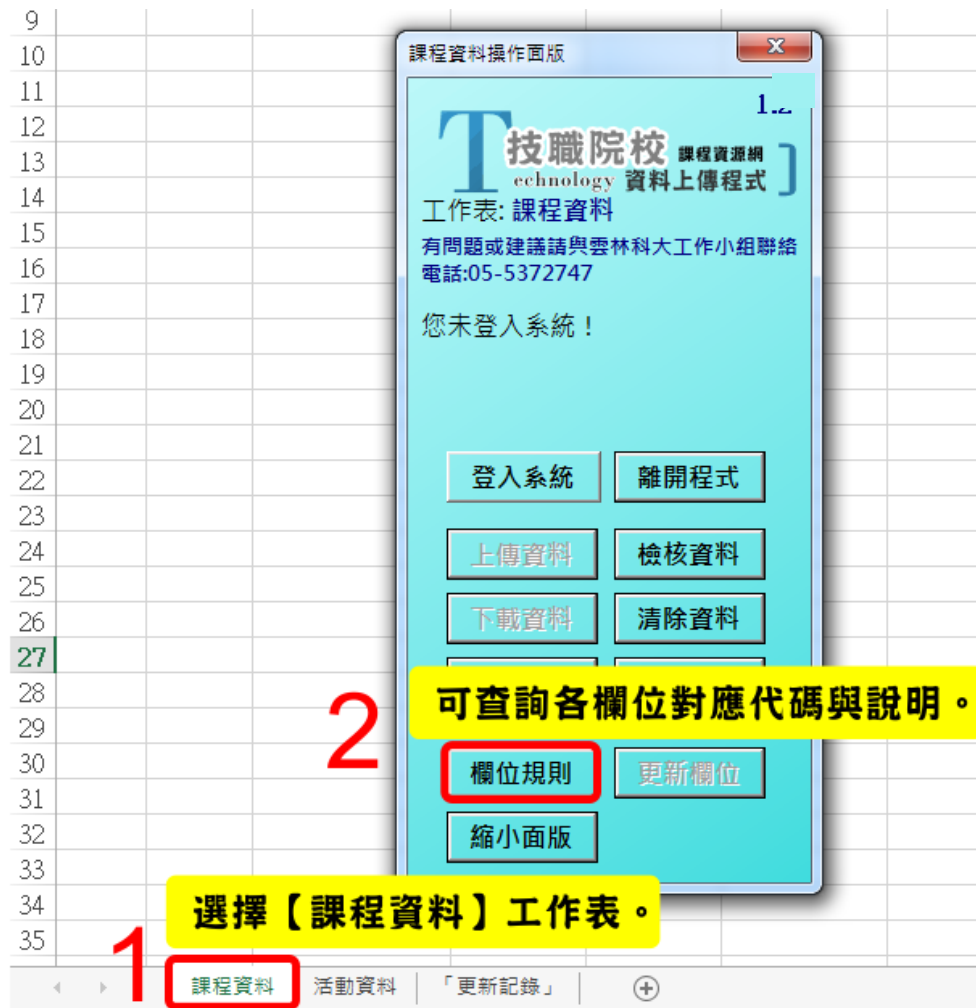 9
10
課程資料操作面版
11
12
13
技職院校 課程資源網
echnology 資料上傳程式
14
工作表: 課程資料
15
有問題或建議請與雲林科大工作小組聯絡
16
電話:05-5372747
17
您未登入系統！
18
19
20
21
22
登入系統 離開程式
23
24
上傳資料 檢核資料
25
26
下載資料 清除資料
27
28
2 可查詢各欄位對應代碼與說明。
29
30
欄位規則 更新欄位
31
32
縮小面版
33
34
選擇【課程資料】工作表。
35
1
課程資料 活動資料 「更新記錄」